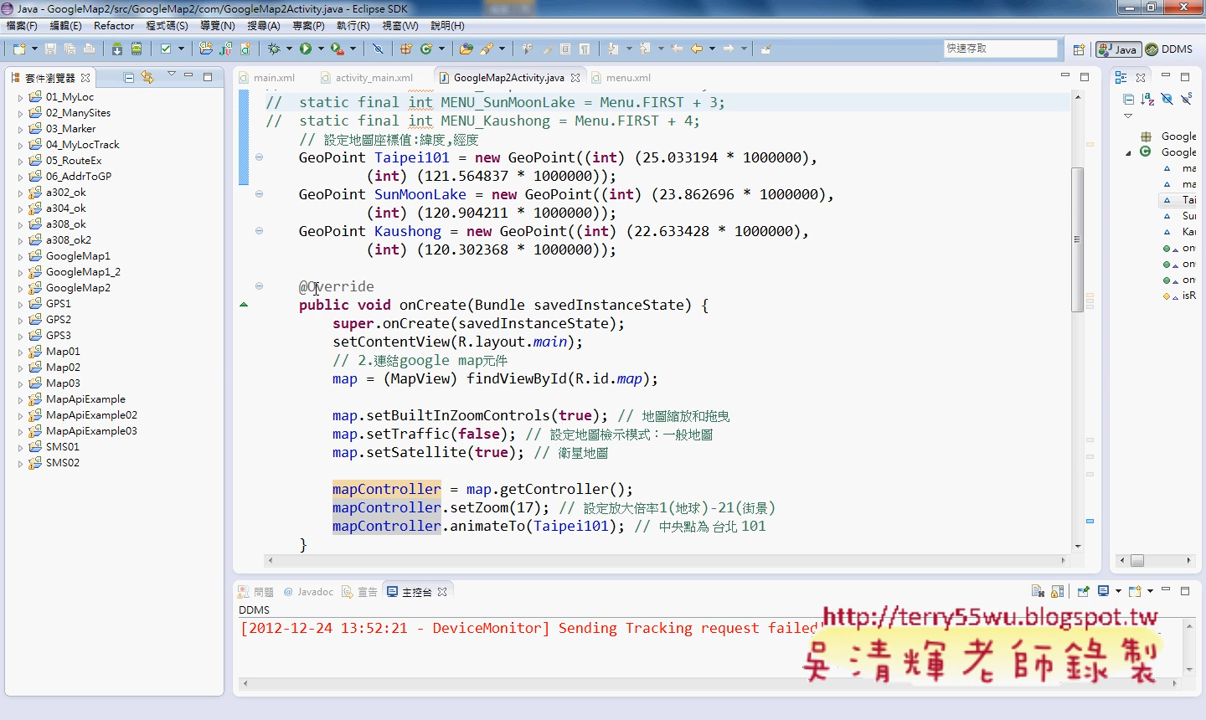 Java - GoogleMap2/src/GoogleMap2/com/GoogleMap2Activity.java - Eclipse SDK
檔案(F) 編輯(E) Refactor 程式碼(S) 導覽(N) 搜尋(A) 專案(P) 執行(R) 視窗(W) 說明(H)
快速存取 Java DDMS
套件瀏覽器
01_MyLoc
02_ManySites
03_Marker
04_MyLocTrack
05_RouteEx
06_AddrToGP
a302_ok
a304_ok
a308_ok
a308_ok2
GoogleMap1
GoogleMap1_2
GoogleMap2
GPS1
GPS2
GPS3
Map01
Map02
Map03
MapApiExample
MapApiExample02
MapApiExample03
SMS01
SMS02
main.xml activity_main.xml GoogleMap2Activity.java menu.xml
// static final int MENU_SunMoonLake = Menu.FIRST + 3;
// static final int MENU_Kaushong = Menu.FIRST + 4;
// 設定地圖座標值:緯度,經度
GeoPoint Taipei101 = new GeoPoint((int) (25.033194 * 1000000),
(int) (121.564837 * 1000000));
GeoPoint SunMoonLake = new GeoPoint((int) (23.862696 * 1000000),
(int) (120.904211 * 1000000));
GeoPoint Kaushong = new GeoPoint((int) (22.633428 * 1000000),
(int) (120.302368 * 1000000));
@Override
public void onCreate(Bundle savedInstanceState) {
super.onCreate(savedInstanceState);
setContentView(R.layout.main);
// 2.連結google map元件
map = (MapView) findViewById(R.id.map);
map.setBuiltInZoomControls(true); // 地圖縮放和拖曳
map.setTraffic(false); // 設定地圖檢示模式：一般地圖
map.setSatellite(true); // 衛星地圖
mapController = map.getController();
mapController.setZoom(17); // 設定放大倍率1(地球)-21(街景)
mapController.animateTo(Taipei101); // 中央點為 台北 101
}
Google
Google
ma
ma
Tai
Sur
Ka
on
on
on
isR
問題 Javadoc 宣告 主控台
DDMS
[2012-12-24 13:52:21 - DeviceMonitor] Sending Tracking request failed!
http://terry55wu.blogspot.tw
吳清輝老師錄製